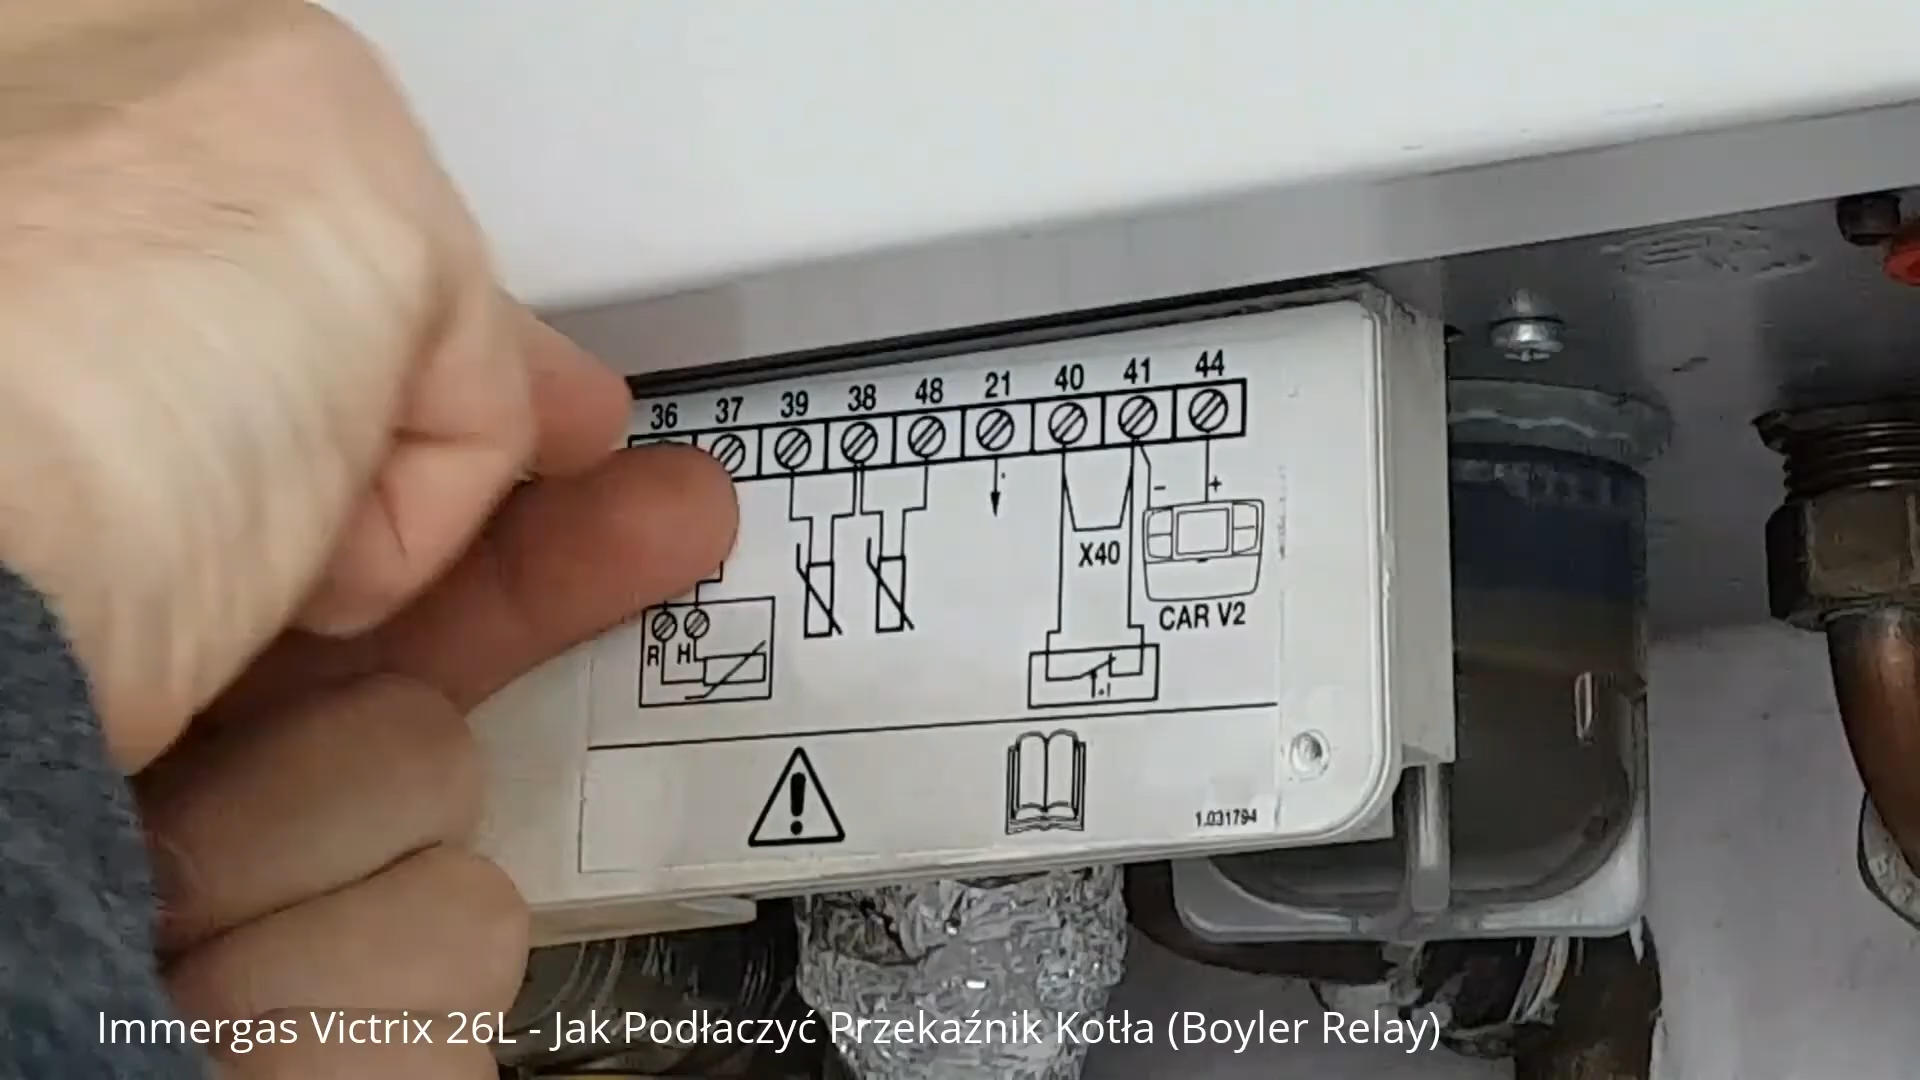 36 37 39 38 48 21 40 41 44
- +
X40
CAR V2
R H
1.031794
Immergas Victrix 26L - Jak Podłaczyć Przekaźnik Kotła (Boyler Relay)